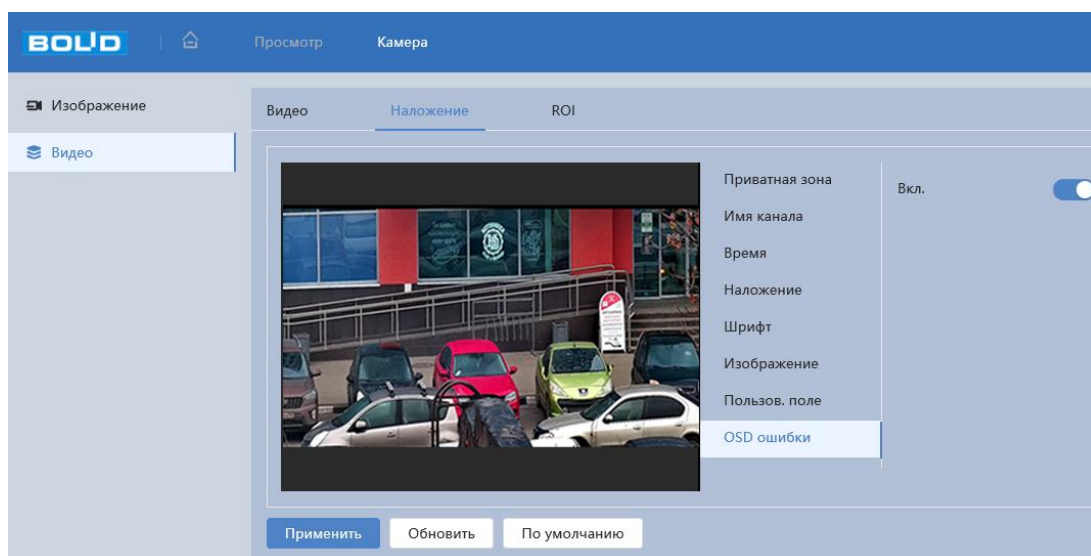 BOLID
Просмотр
Камера
Изображение
Видео
Видео
Наложение
ROI
Приватная зона
Имя канала
Время
Наложение
Шрифт
Изображение
Пользов. поле
OSD ошибки
Вкл.
Применить
Обновить
По умолчанию